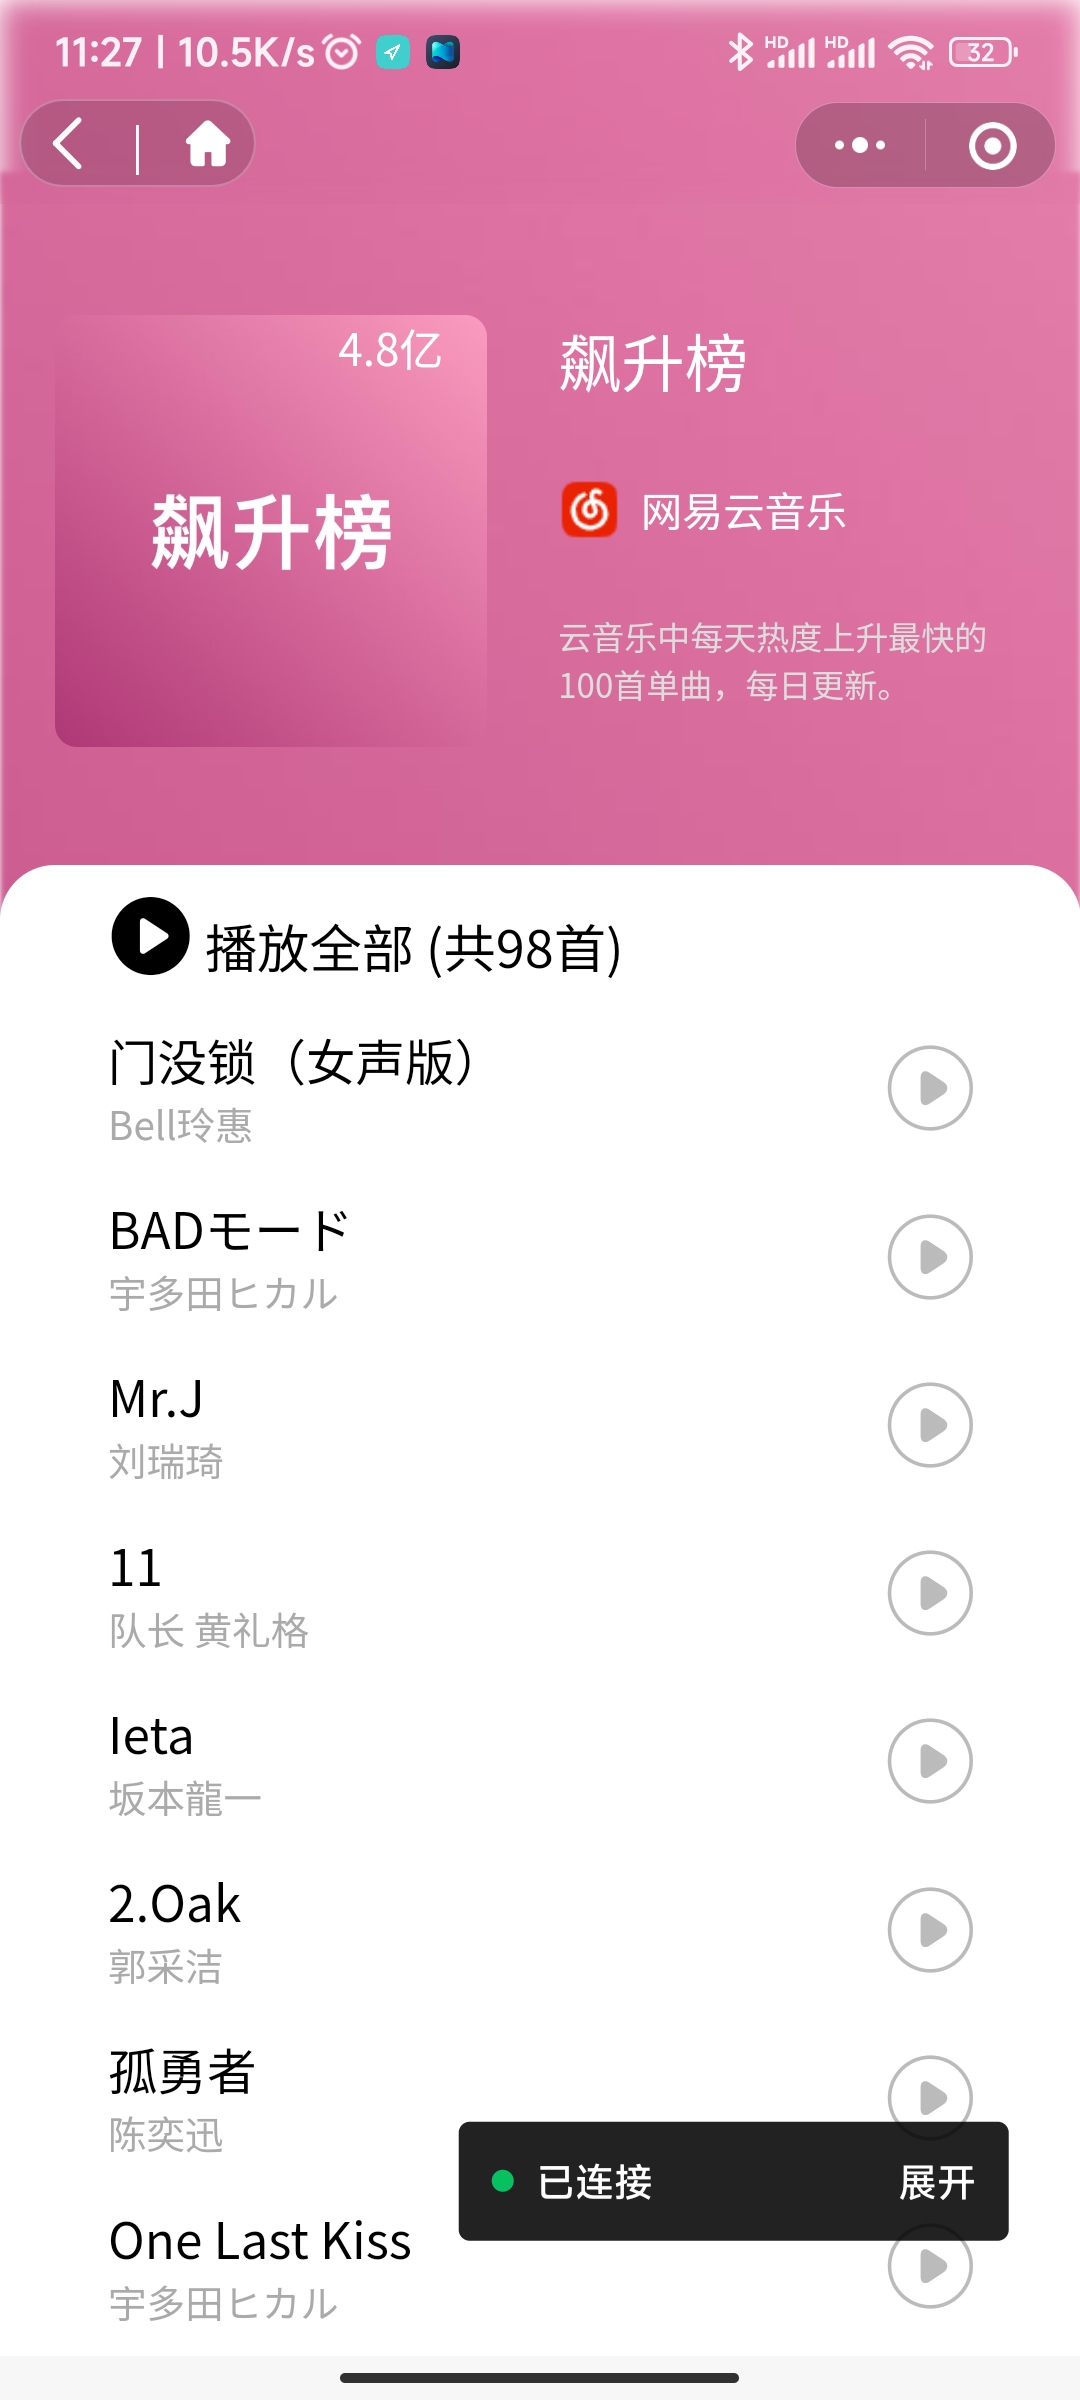 11:27 | 10.5K/s
HD HD 32
4.8亿
飙升榜
飙升榜
网易云音乐
云音乐中每天热度上升最快的
100首单曲，每日更新。
播放全部 (共98首)
门没锁（女声版）
Bell玲惠
BADモード
宇多田ヒカル
Mr.J
刘瑞琦
11
队长 黄礼格
Ieta
坂本龍一
2.Oak
郭采洁
孤勇者
陈奕迅
已连接 展开
One Last Kiss
宇多田ヒカル